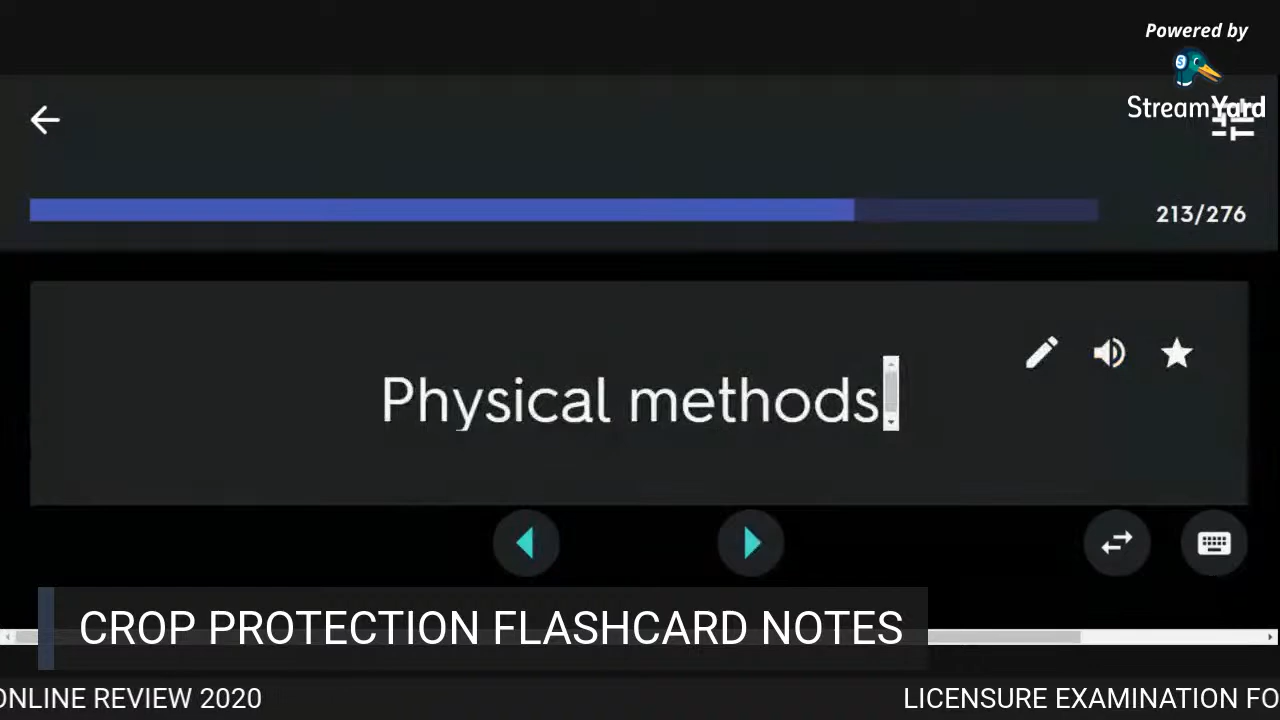 Powered by
StreamYard
213/276
Physical methods
CROP PROTECTION FLASHCARD NOTES
ONLINE REVIEW 2020
LICENSURE EXAMINATION FO